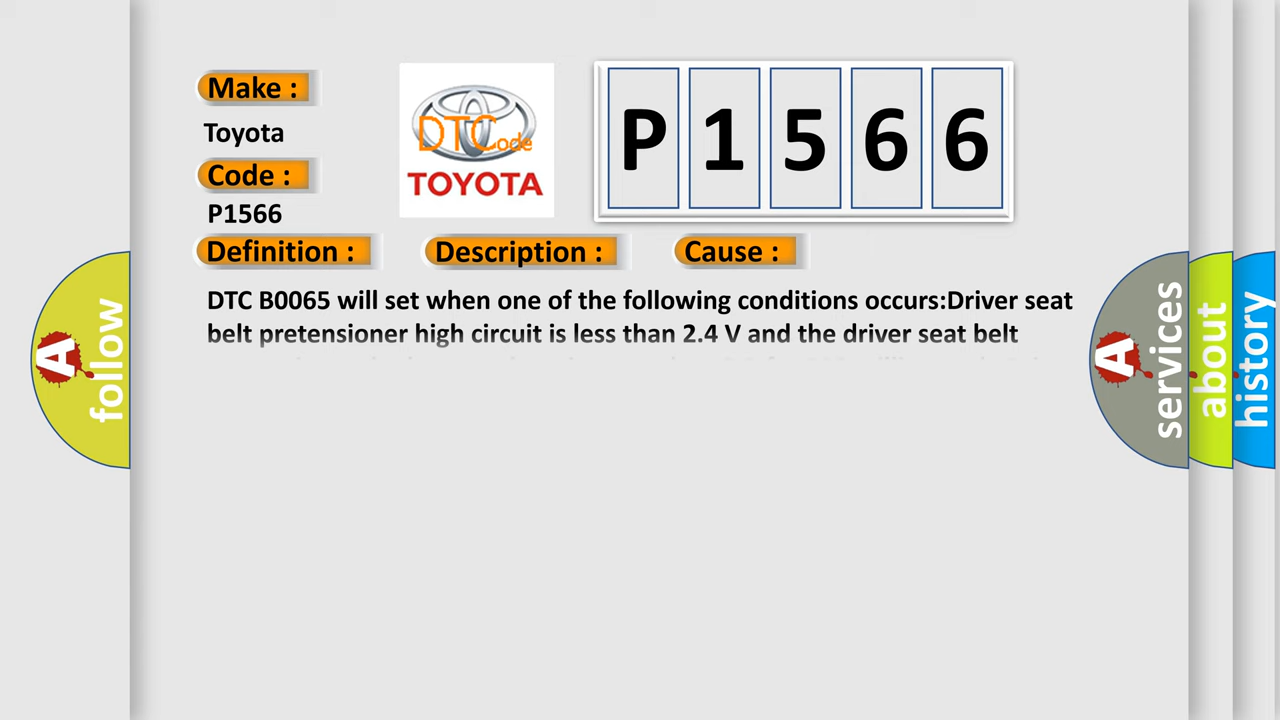 Make :
Toyota
Code :
P1566
DTCode
TOYOTA
P 1 5 6 6
Definition :
Description :
Cause :
DTC B0065 will set when one of the following conditions occurs:Driver seat
belt pretensioner high circuit is less than 2.4 V and the driver seat belt
A follow
A services
about
history